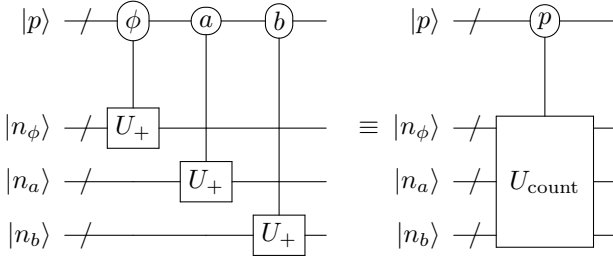 |p⟩ ϕ a b |p⟩ p
|n_ϕ⟩ U_+ ≡ |n_ϕ⟩
|n_a⟩ U_+ |n_a⟩ U_count
|n_b⟩ U_+ |n_b⟩